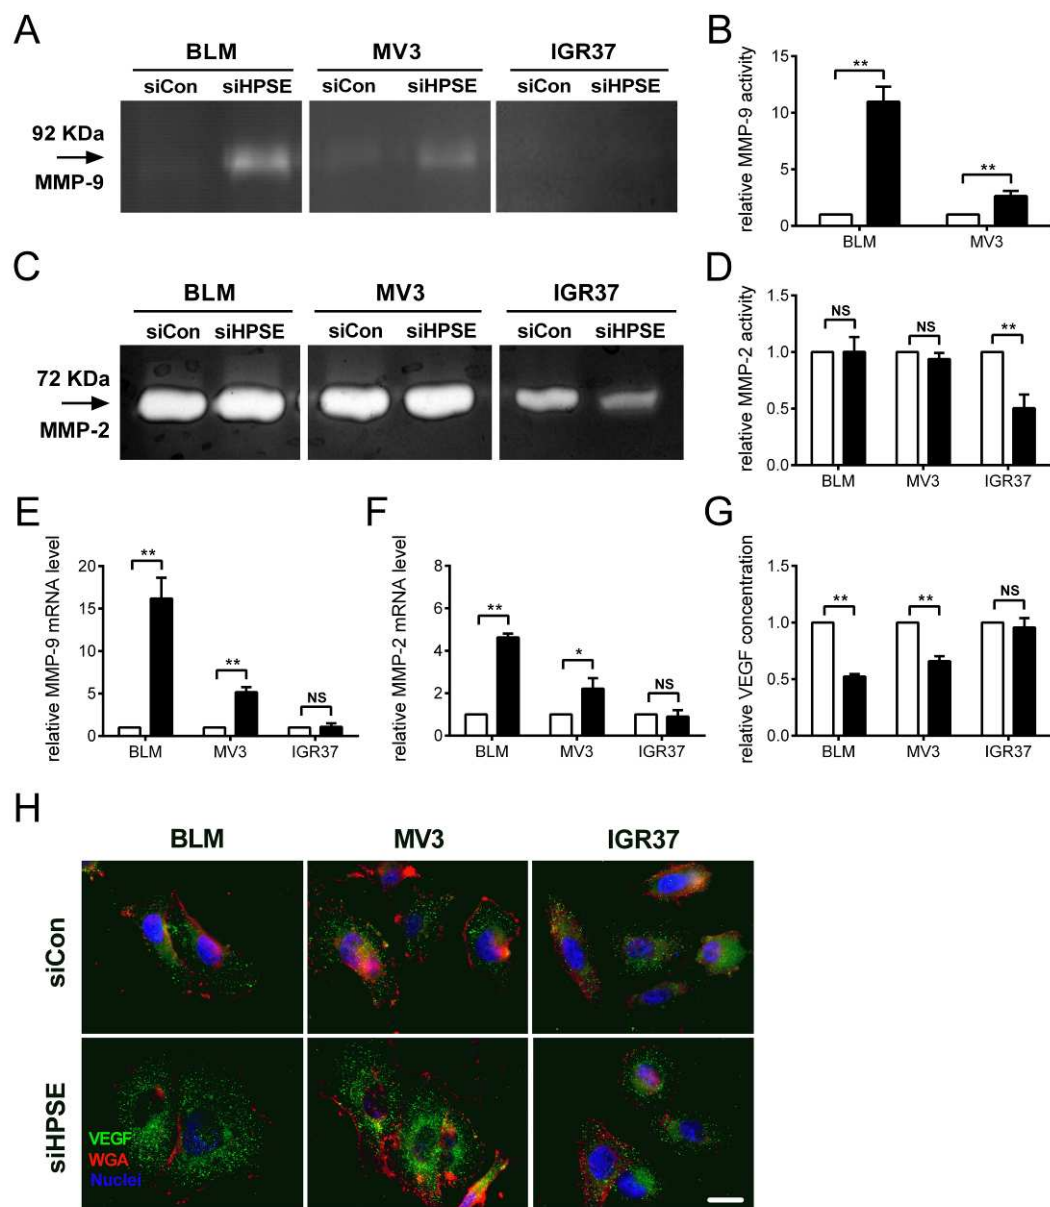 A
BLM MV3 IGR37
siCon siHPSE siCon siHPSE siCon siHPSE
92 KDa
MMP-9
B
relative MMP-9 activity
15
10
5
0
** **
BLM MV3
C
BLM MV3 IGR37
siCon siHPSE siCon siHPSE siCon siHPSE
72 KDa
MMP-2
D
relative MMP-2 activity
1.5
1.0
0.5
0.0
NS NS **
BLM MV3 IGR37
E
relative MMP-9 mRNA level
20
15
10
5
0
** ** NS
BLM MV3 IGR37
F
relative MMP-2 mRNA level
8
6
4
2
0
** * NS
BLM MV3 IGR37
G
relative VEGF concentration
1.5
1.0
0.5
0.0
** ** NS
BLM MV3 IGR37
H
BLM MV3 IGR37
siCon
siHPSE
VEGF
WGA
Nuclei